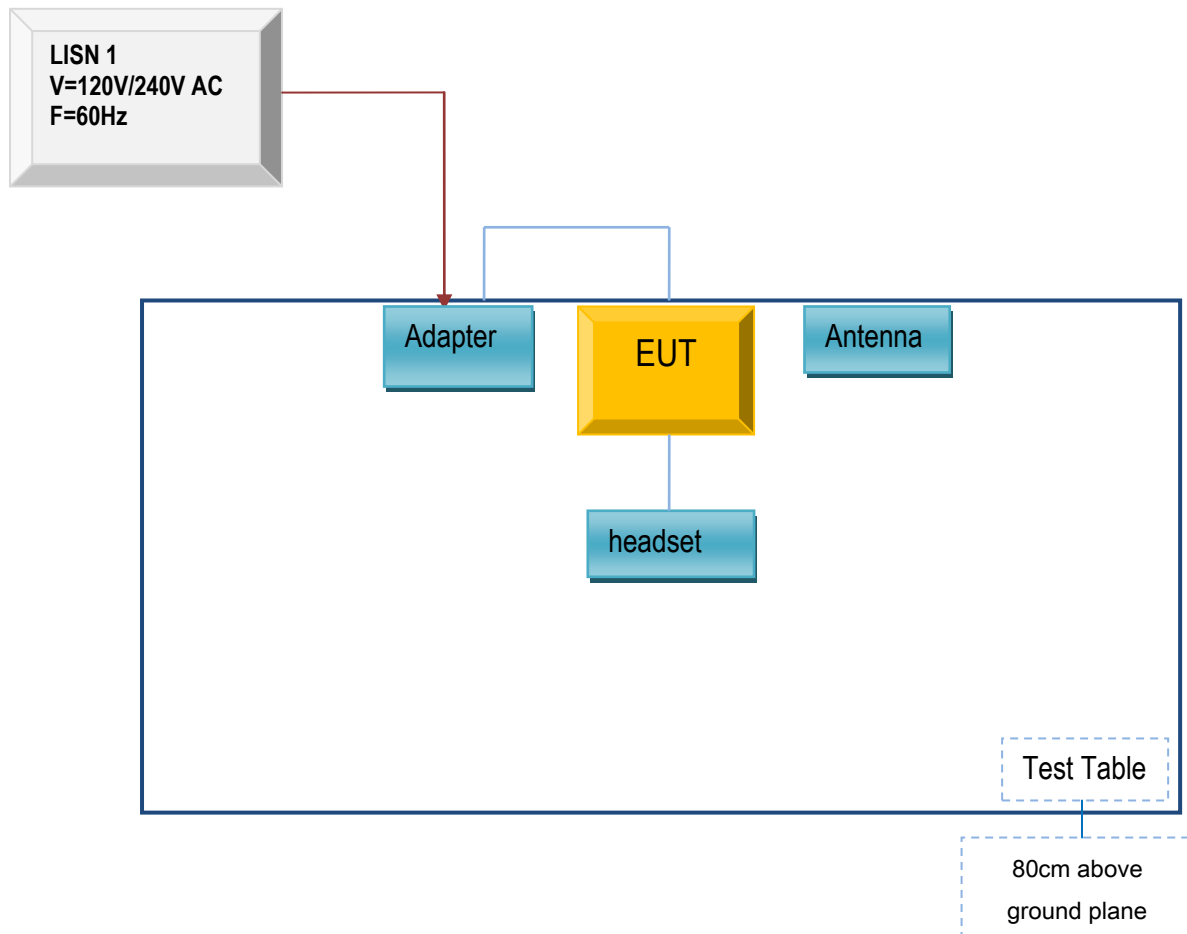 LISN 1
V=120V/240V AC
F=60Hz
Adapter
EUT
Antenna
headset
Test Table
80cm above
ground plane